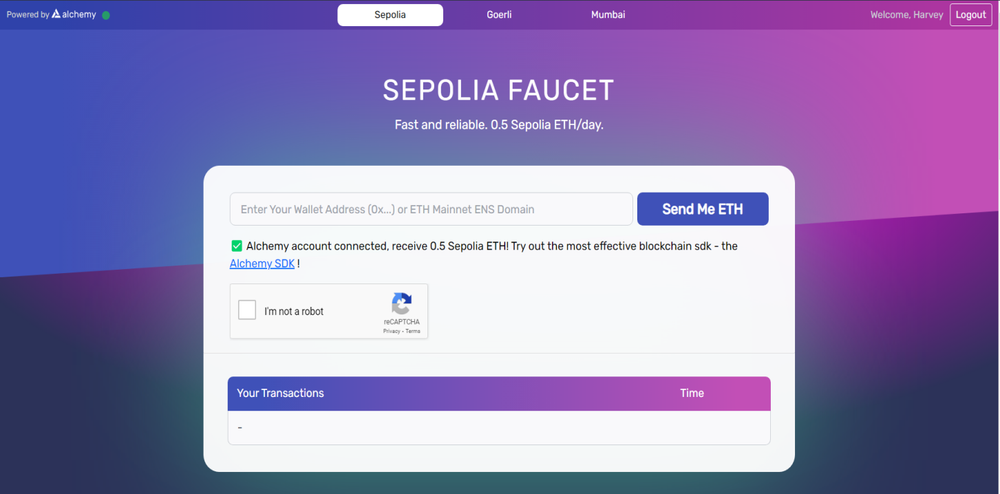 Powered by alchemy
Sepolia
Goerli
Mumbai
Welcome, Harvey
Logout
SEPOLIA FAUCET
Fast and reliable. 0.5 Sepolia ETH/day.
Enter Your Wallet Address (0x...) or ETH Mainnet ENS Domain
Send Me ETH
Alchemy account connected, receive 0.5 Sepolia ETH! Try out the most effective blockchain sdk - the
Alchemy SDK !
I'm not a robot
reCAPTCHA
Privacy - Terms
Your Transactions
Time
-